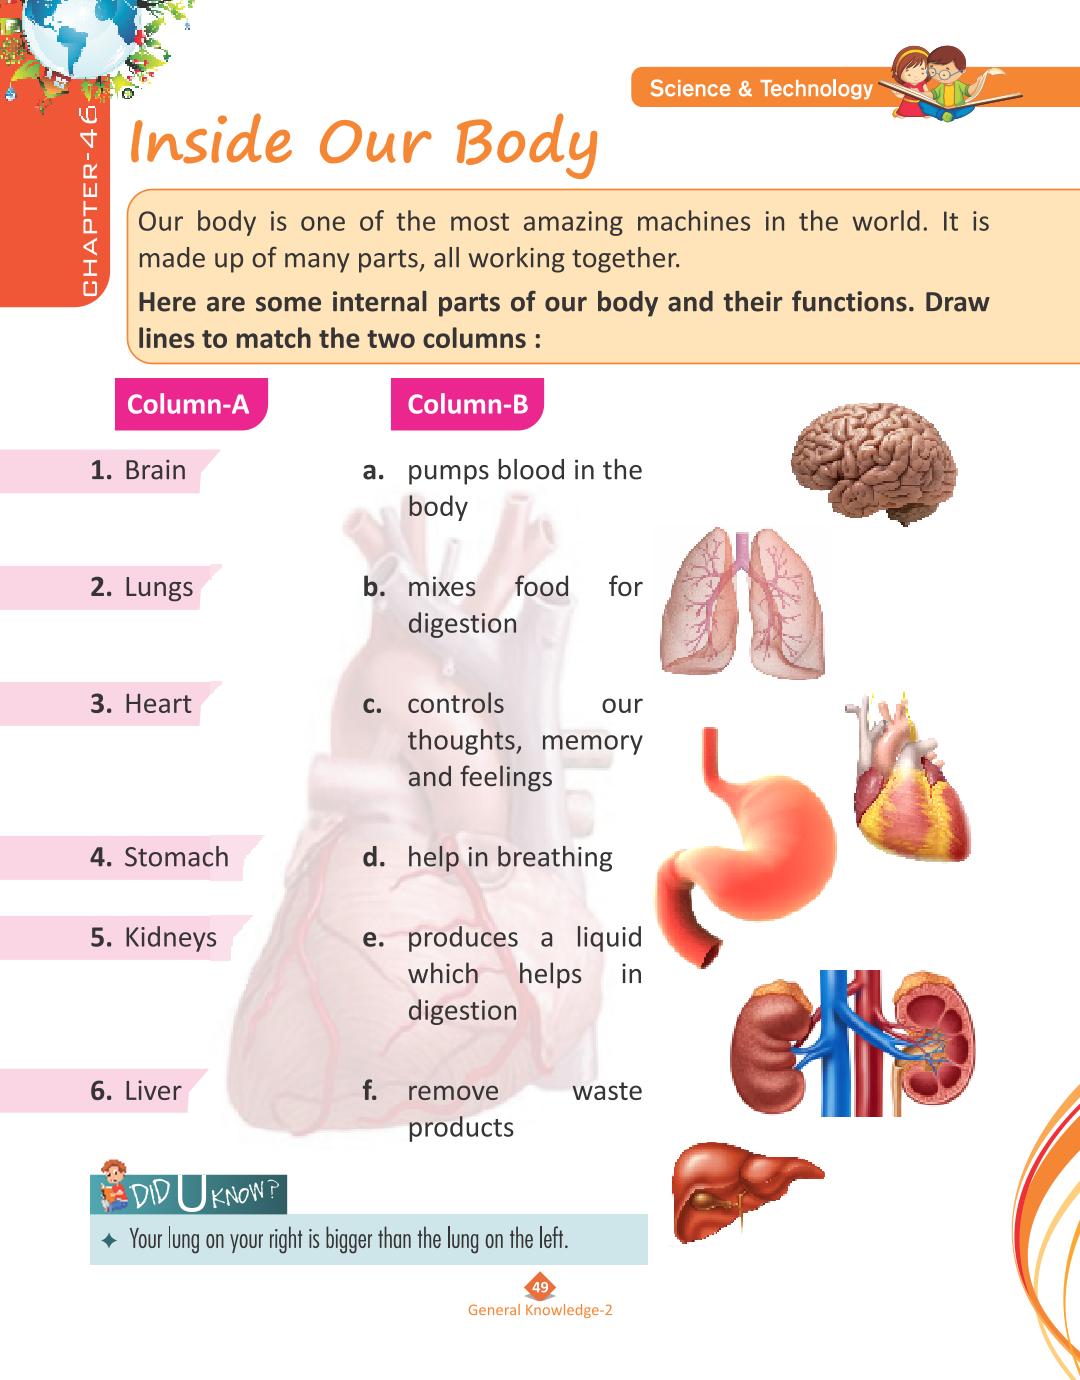 Science & Technology
CHAPTER-46
Inside Our Body
Our body is one of the most amazing machines in the world. It is
made up of many parts, all working together.
Here are some internal parts of our body and their functions. Draw
lines to match the two columns :
Column-A
Column-B
1. Brain
a. pumps blood in the
body
2. Lungs
b. mixes food for
digestion
3. Heart
c. controls our
thoughts, memory
and feelings
4. Stomach
d. help in breathing
5. Kidneys
e. produces a liquid
which helps in
digestion
6. Liver
f. remove waste
products
DID U KNOW?
✦ Your lung on your right is bigger than the lung on the left.
49
General Knowledge-2